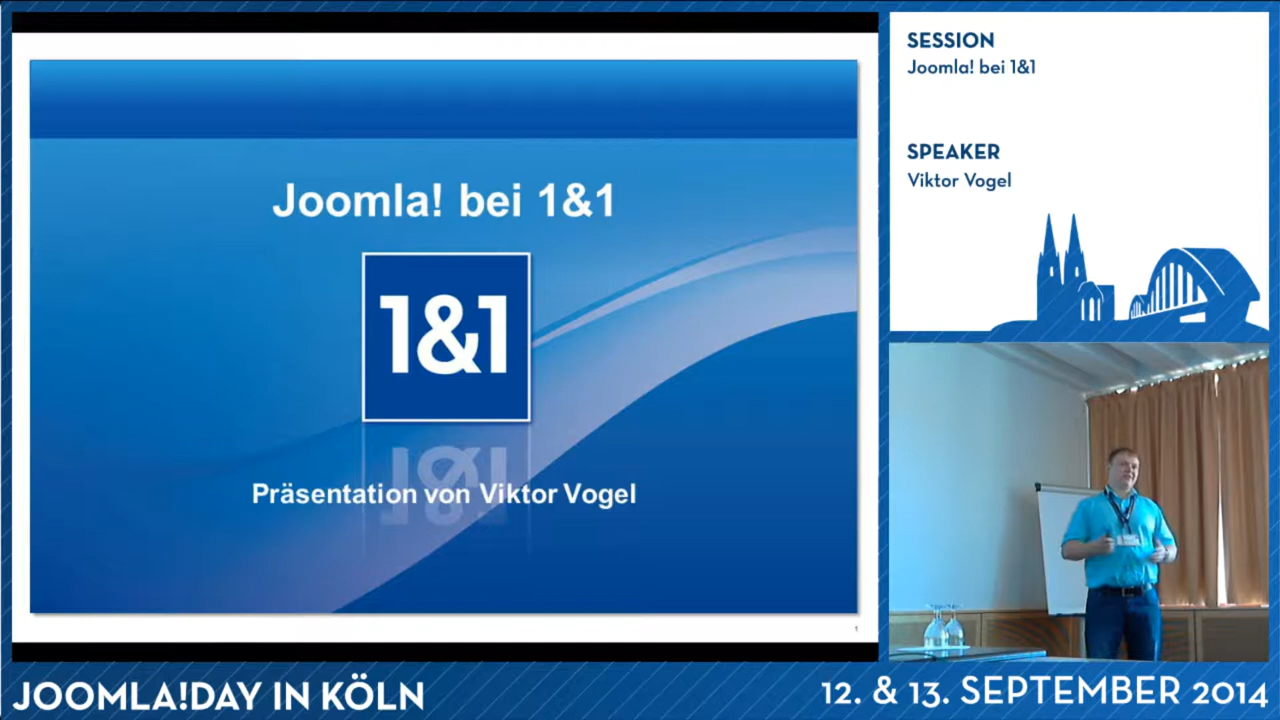 Joomla! bei 1&1
1&1
Präsentation von Viktor Vogel
1
SESSION
Joomla! bei 1&1
SPEAKER
Viktor Vogel
JOOMLA!DAY IN KÖLN
12. & 13. SEPTEMBER 2014